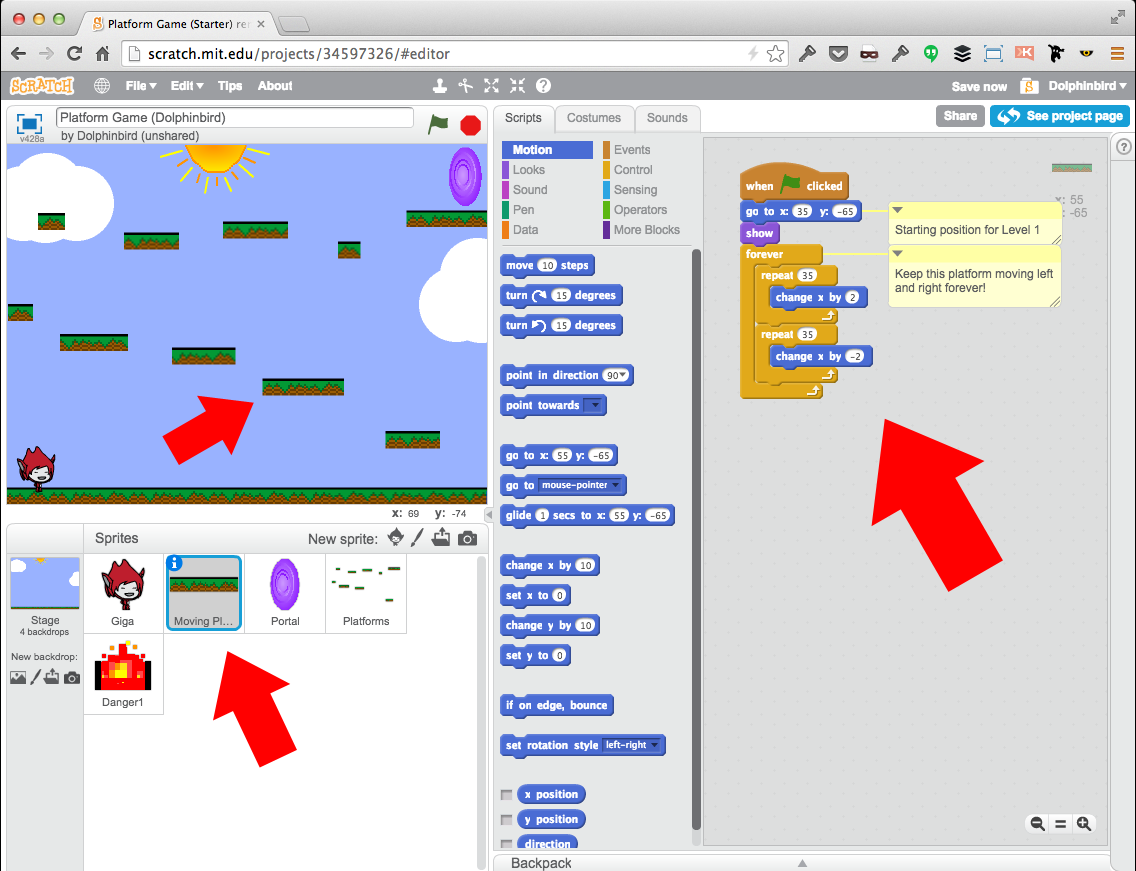 Platform Game (Starter) re
scratch.mit.edu/projects/34597326/#editor
SCRATCH
File
Edit
Tips
About
Save now
Dolphinbird
v428a
Platform Game (Dolphinbird)
by Dolphinbird (unshared)
Scripts
Costumes
Sounds
Share
See project page
Motion
Looks
Sound
Pen
Data
Events
Control
Sensing
Operators
More Blocks
move 10 steps
turn 15 degrees
turn 15 degrees
point in direction 90
point towards
go to x: 55 y: -65
go to mouse-pointer
glide 1 secs to x: 55 y: -65
change x by 10
set x to 0
change y by 10
set y to 0
if on edge, bounce
set rotation style left-right
x position
y position
direction
when clicked
go to x: 35 y: -65
show
forever
repeat 35
change x by 2
repeat 35
change x by -2
Starting position for Level 1
Keep this platform moving left
and right forever!
x: 55
y: -65
x: 69 y: -74
Sprites
New sprite:
Stage
4 backdrops
New backdrop:
Giga
Moving Pl...
Portal
Platforms
Danger1
Backpack